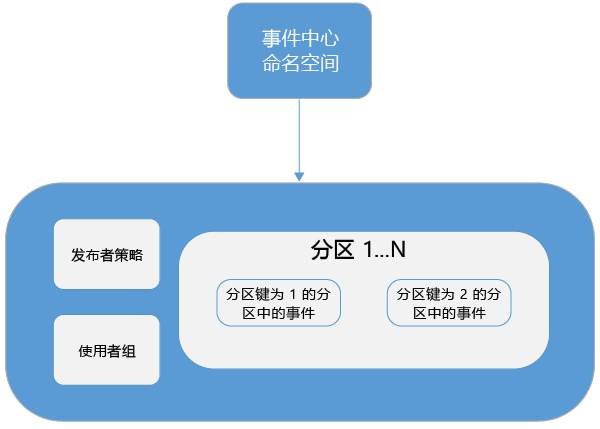 事件中心
命名空间
发布者策略
使用者组
分区 1...N
分区键为 1 的分
区中的事件
分区键为 2 的分
区中的事件